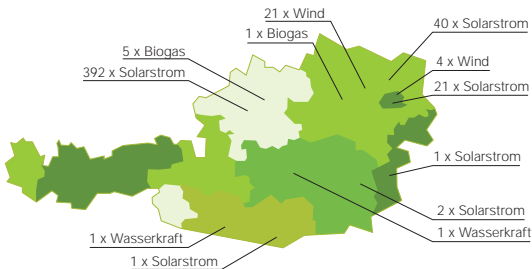 21 x Wind
40 x Solarstrom
1 x Biogas
5 x Biogas
4 x Wind
392 x Solarstrom
21 x Solarstrom
1 x Solarstrom
2 x Solarstrom
1 x Wasserkraft
1 x Wasserkraft
1 x Solarstrom